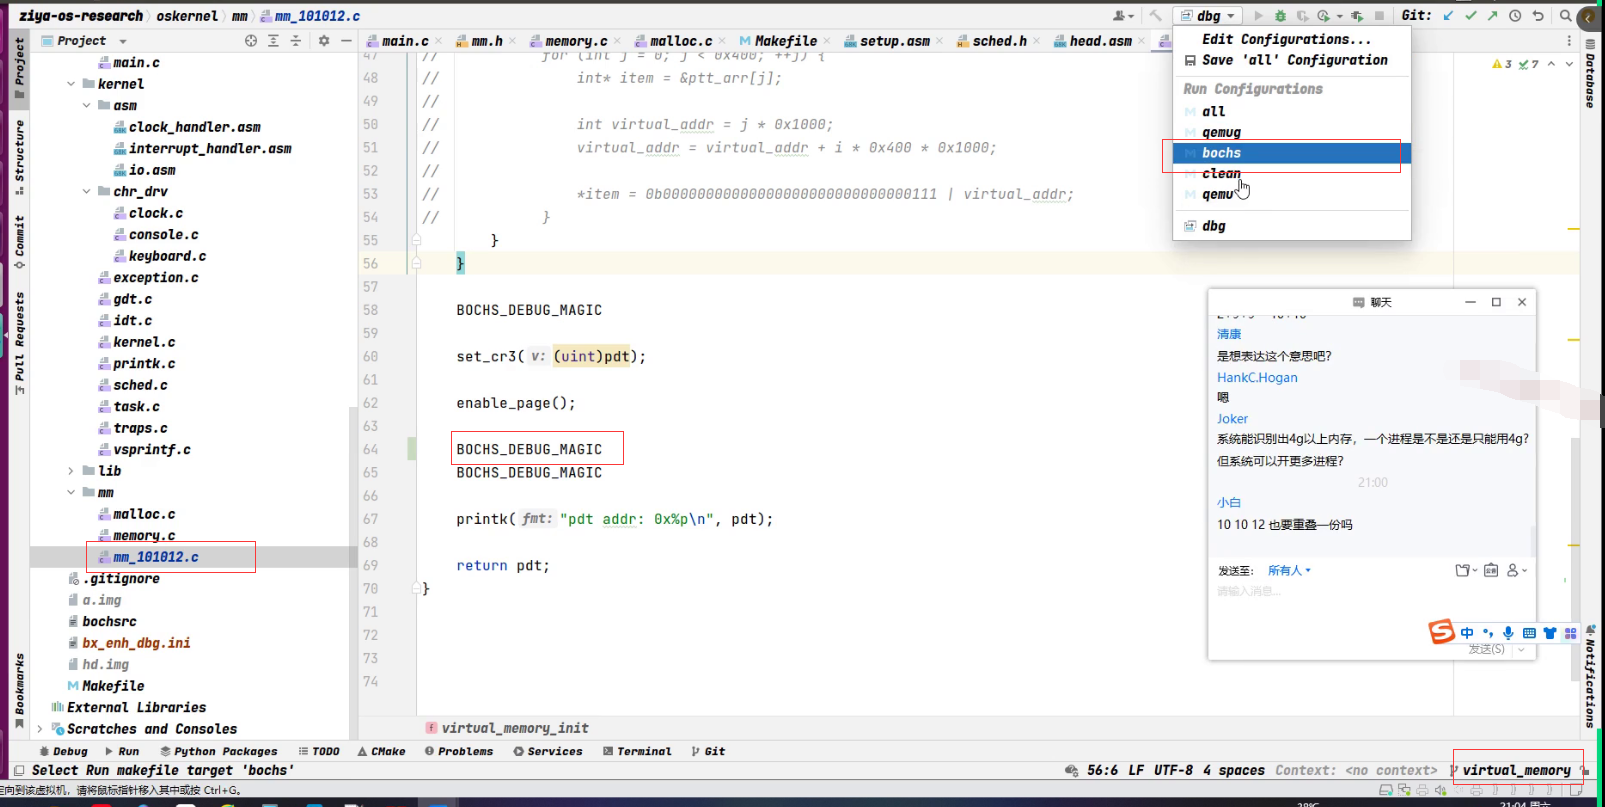 ziya-os-research oskernel mm mm_101012.c
dbg Git:
Project
main.c mm.h memory.c malloc.c Makefile setup.asm sched.h head.asm
Project
Structure
Commit
Pull Requests
Bookmarks
main.c
kernel
asm
clock_handler.asm
interrupt_handler.asm
io.asm
chr_drv
clock.c
console.c
keyboard.c
exception.c
gdt.c
idt.c
kernel.c
printk.c
sched.c
task.c
traps.c
vsprintf.c
lib
mm
malloc.c
memory.c
mm_101012.c
.gitignore
a.img
bochsrc
bx_enh_dbg.ini
hd.img
Makefile
External Libraries
Scratches and Consoles
47 // for (int j = 0; j < 0x400; ++j) {
48 // int* item = &ptt_arr[j];
49 //
50 // int virtual_addr = j * 0x1000;
51 // virtual_addr = virtual_addr + i * 0x400 * 0x1000;
52 //
53 // *item = 0b00000000000000000000000000000111 | virtual_addr;
54 // }
55 }
56 }
57
58 BOCHS_DEBUG_MAGIC
59
60 set_cr3( v: (uint)pdt);
61
62 enable_page();
63
64 BOCHS_DEBUG_MAGIC
65 BOCHS_DEBUG_MAGIC
66
67 printk( fmt: "pdt addr: 0x%p\n", pdt);
68
69 return pdt;
70 }
71
72
73
74
virtual_memory_init
Edit Configurations...
Save 'all' Configuration
Run Configurations
all
qemug
bochs
clean
qemu
dbg
3 7
Database
Notifications
聊天
清康
是想表达这个意思吧?
HankC.Hogan
嗯
Joker
系统能识别出4g以上内存，一个进程是不是还是只能用4g?
但系统可以开更多进程?
21:00
小白
10 10 12 也要重叠一份吗
发送至: 所有人
请输入消息...
中
发送(S)
Debug Run Python Packages TODO CMake Problems Services Terminal Git
Select Run makefile target 'bochs'
56:6 LF UTF-8 4 spaces Context: <no context> virtual_memory
定向到该虚拟机，请将鼠标指针移入其中或按 Ctrl+G。